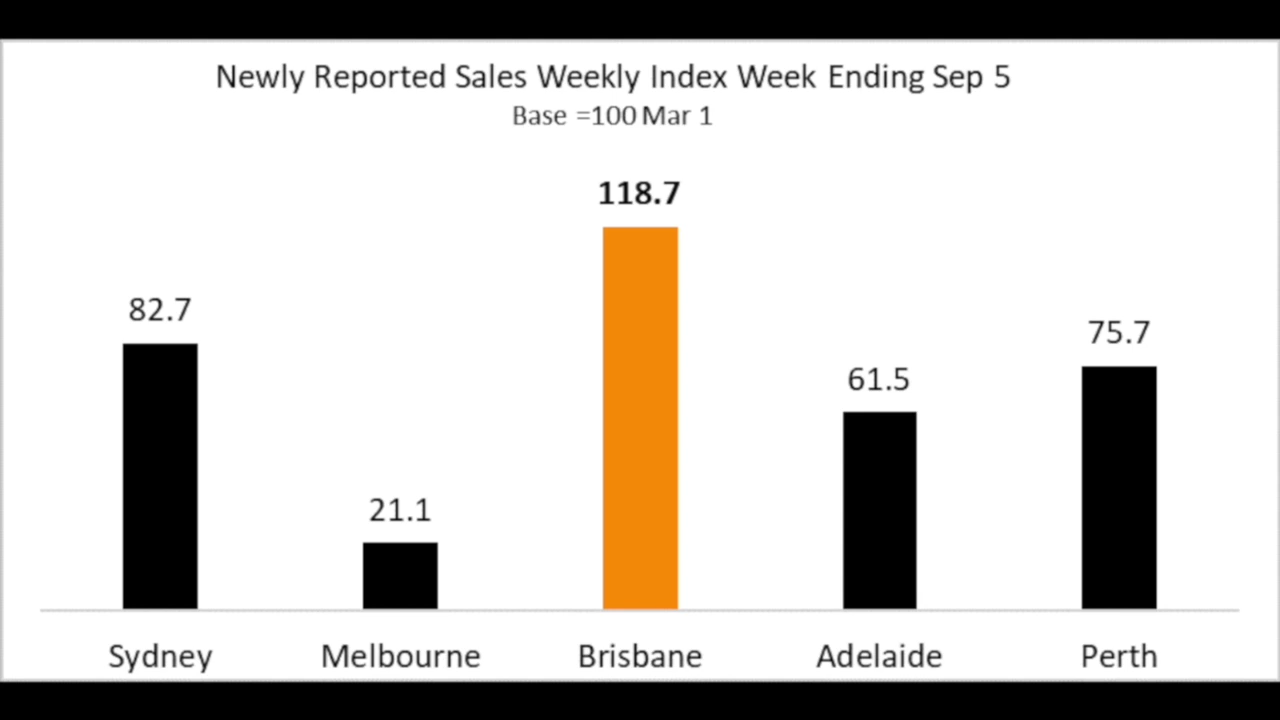 Newly Reported Sales Weekly Index Week Ending Sep 5
Base =100 Mar 1
118.7
82.7
75.7
61.5
21.1
Sydney Melbourne Brisbane Adelaide Perth